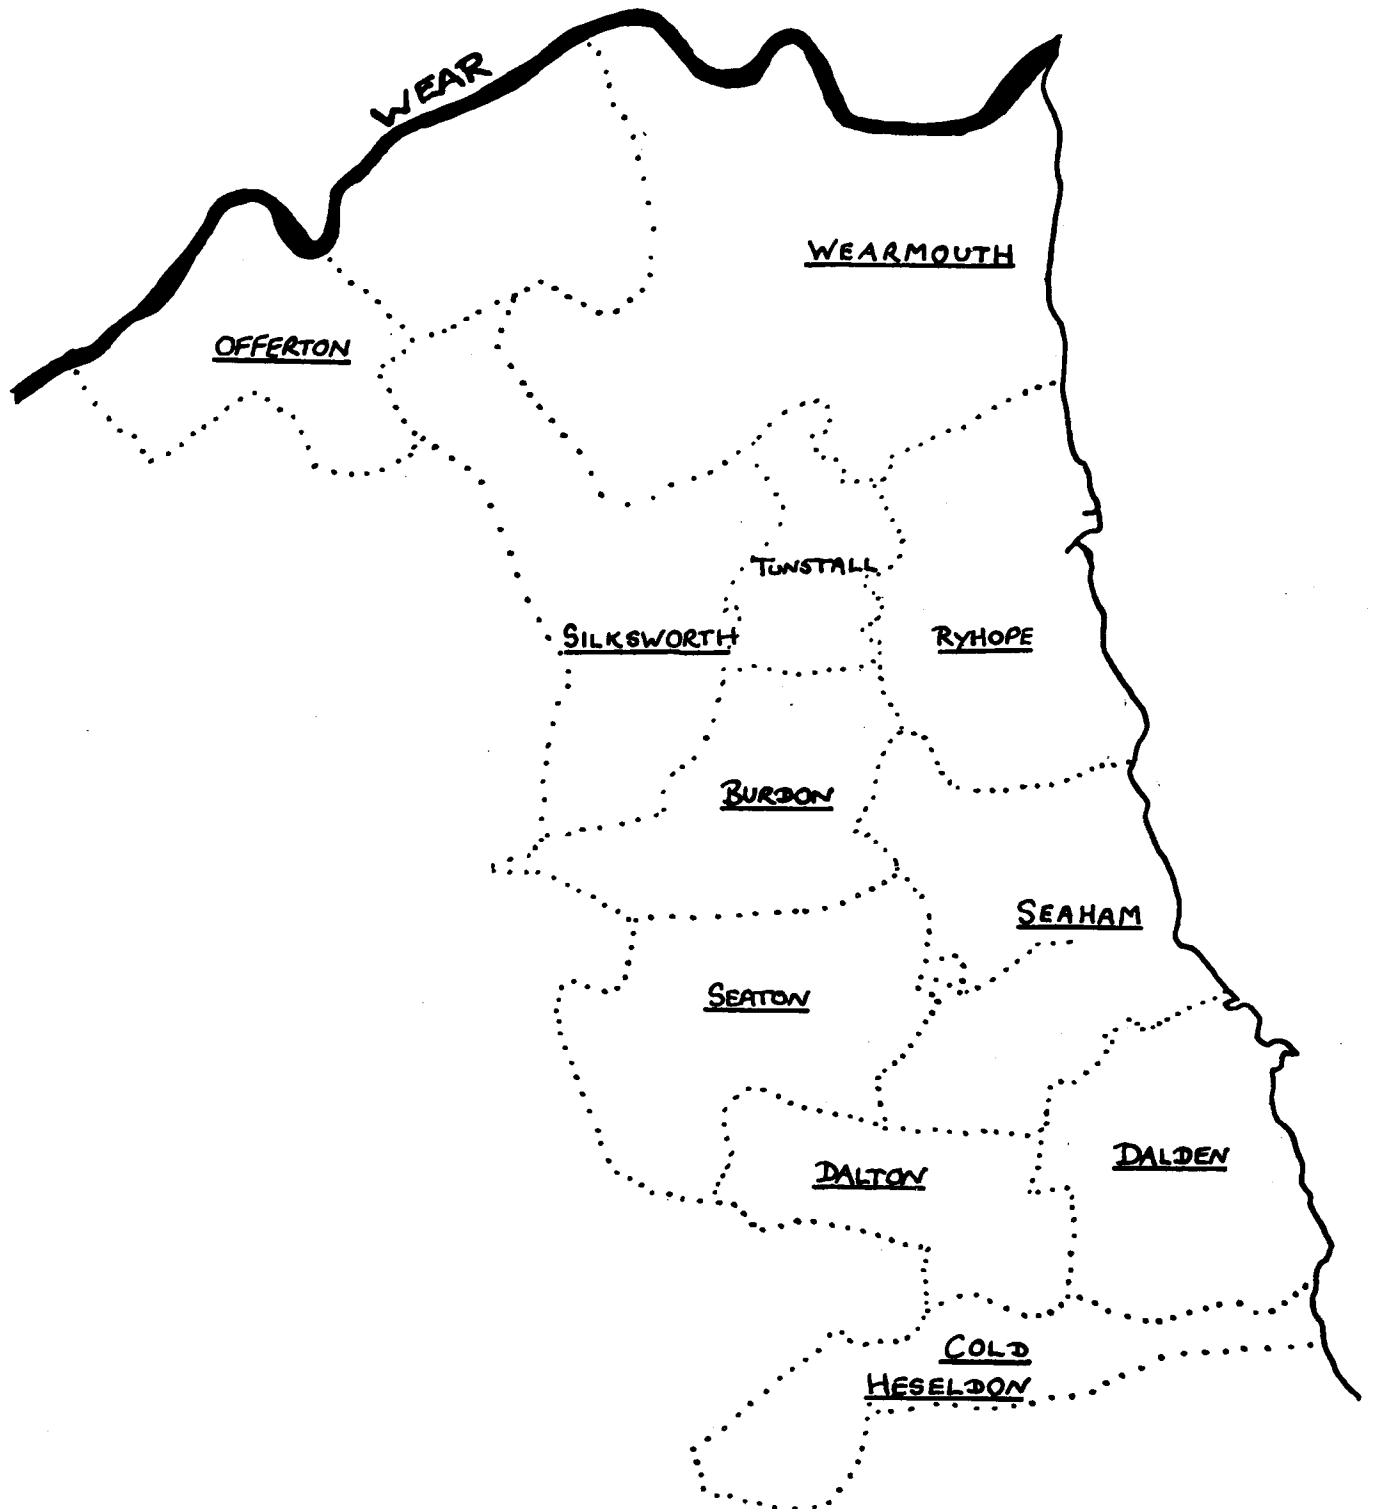 WEAR
WEARMOUTH
OFFERTON
TUNSTALL
SILKSWORTH
RYHOPE
BURDON
SEAHAM
SEATON
DALTON
DALDEN
COLD
HESELDON